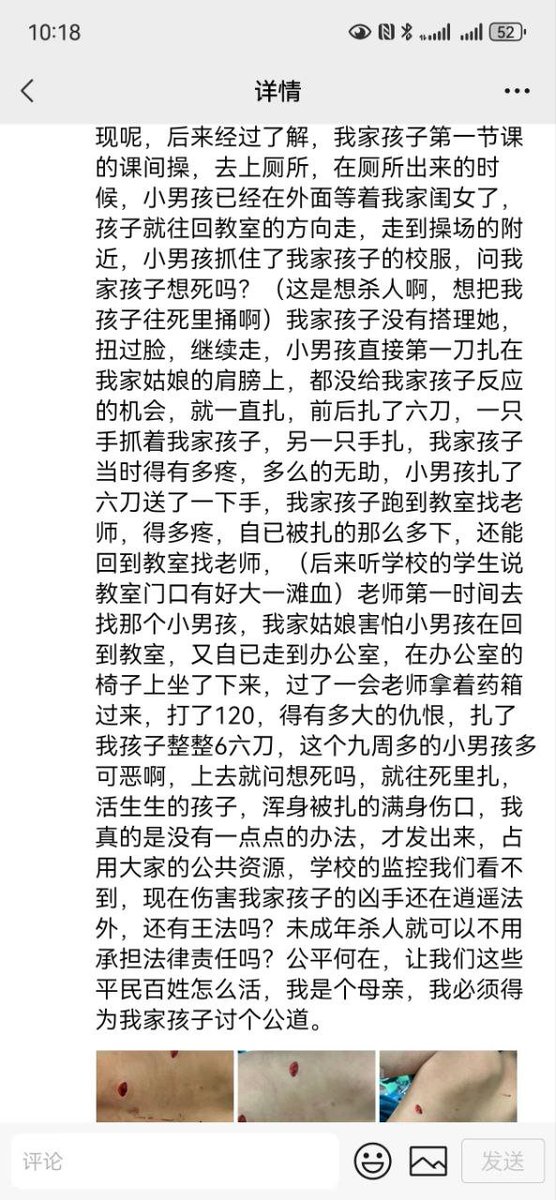 10:18
52
详情
现呢，后来经过了解，我家孩子第一节课
的课间操，去上厕所，在厕所出来的时
候，小男孩已经在外面等着我家闺女了，
孩子就往回教室的方向走，走到操场的附
近，小男孩抓住了我家孩子的校服，问我
家孩子想死吗？（这是想杀人啊，想把我
孩子往死里捅啊）我家孩子没有搭理她，
扭过脸，继续走，小男孩直接第一刀扎在
我家姑娘的肩膀上，都没给我家孩子反应
的机会，就一直扎，前后扎了六刀，一只
手抓着我家孩子，另一只手扎，我家孩子
当时得有多疼，多么的无助，小男孩扎了
六刀送了一下手，我家孩子跑到教室找老
师，得多疼，自已被扎的那么多下，还能
回到教室找老师，（后来听学校的学生说
教室门口有好大一滩血）老师第一时间去
找那个小男孩，我家姑娘害怕小男孩在回
到教室，又自已走到办公室，在办公室的
椅子上坐了下来，过了一会老师拿着药箱
过来，打了120，得有多大的仇恨，扎了
我孩子整整6六刀，这个九周多的小男孩多
可恶啊，上去就问想死吗，就往死里扎，
活生生的孩子，浑身被扎的满身伤口，我
真的是没有一点点的办法，才发出来，占
用大家的公共资源，学校的监控我们看不
到，现在伤害我家孩子的凶手还在逍遥法
外，还有王法吗？未成年杀人就可以不用
承担法律责任吗？公平何在，让我们这些
平民百姓怎么活，我是个母亲，我必须得
为我家孩子讨个公道。
评论
发送